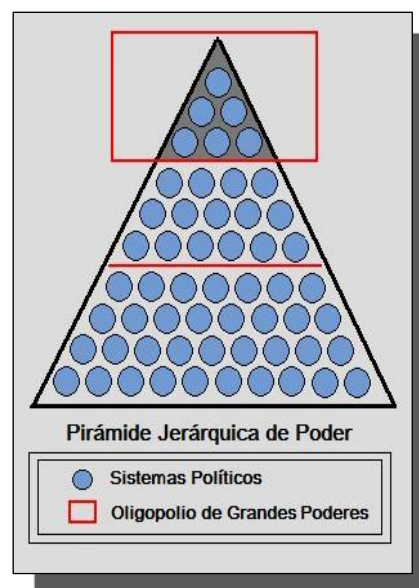 Pirámide Jerárquica de Poder
Sistemas Políticos
Oligopolio de Grandes Poderes